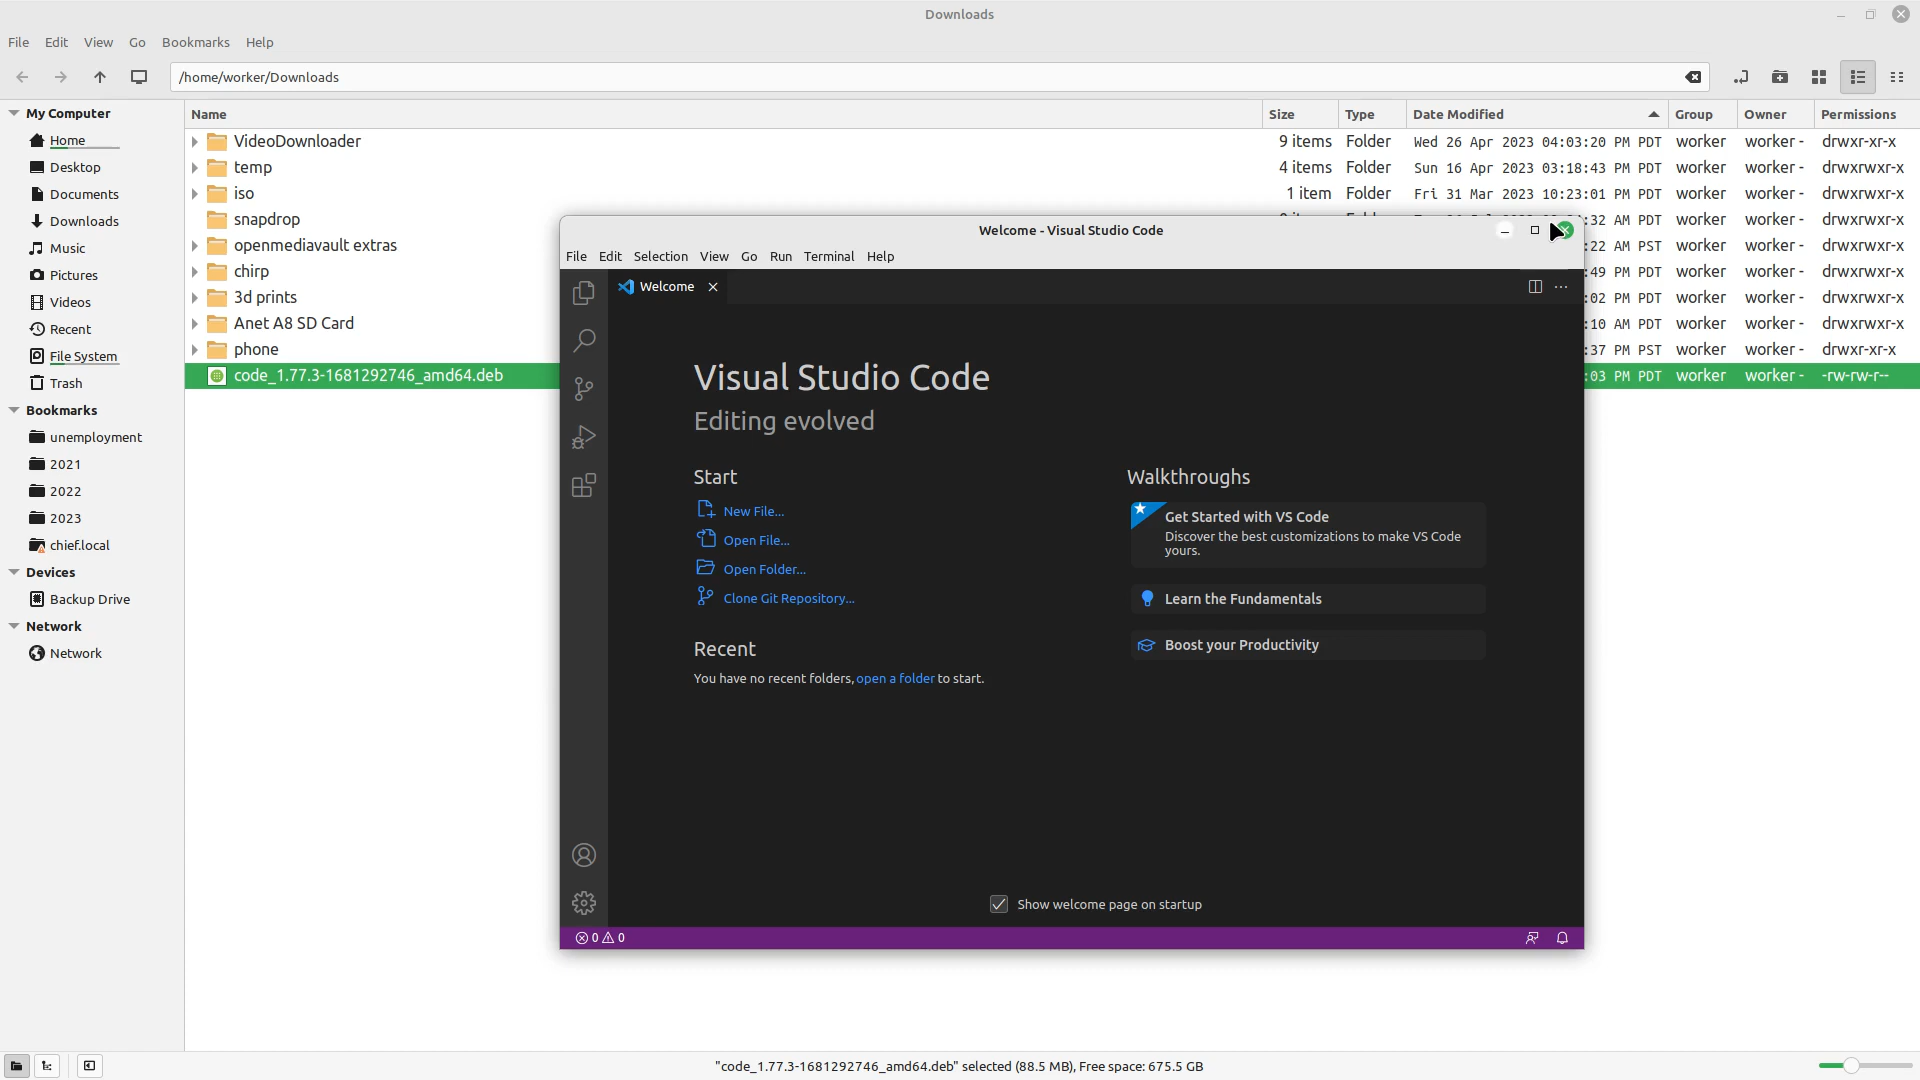 Downloads
File Edit View Go Bookmarks Help
/home/worker/Downloads
My Computer
Home
Desktop
Documents
Downloads
Music
Pictures
Videos
Recent
File System
Trash
Bookmarks
unemployment
2021
2022
2023
chief.local
Devices
Backup Drive
Network
Network
Name Size Type Date Modified Group Owner Permissions
VideoDownloader 9 items Folder Wed 26 Apr 2023 04:03:20 PM PDT worker worker - drwxr-xr-x
temp 4 items Folder Sun 16 Apr 2023 03:18:43 PM PDT worker worker - drwxrwxr-x
iso 1 item Folder Fri 31 Mar 2023 10:23:01 PM PDT worker worker - drwxrwxr-x
snapdrop :32 AM PDT worker worker - drwxrwxr-x
openmediavault extras :22 AM PST worker worker - drwxrwxr-x
chirp :49 PM PDT worker worker - drwxrwxr-x
3d prints :02 PM PDT worker worker - drwxrwxr-x
Anet A8 SD Card :10 AM PDT worker worker - drwxrwxr-x
phone :37 PM PST worker worker - drwxr-xr-x
code_1.77.3-1681292746_amd64.deb :03 PM PDT worker worker - -rw-rw-r--
Welcome - Visual Studio Code
File Edit Selection View Go Run Terminal Help
Welcome
Visual Studio Code
Editing evolved
Start
New File...
Open File...
Open Folder...
Clone Git Repository...
Recent
You have no recent folders, open a folder to start.
Walkthroughs
Get Started with VS Code
Discover the best customizations to make VS Code
yours.
Learn the Fundamentals
Boost your Productivity
Show welcome page on startup
0 0
"code_1.77.3-1681292746_amd64.deb" selected (88.5 MB), Free space: 675.5 GB